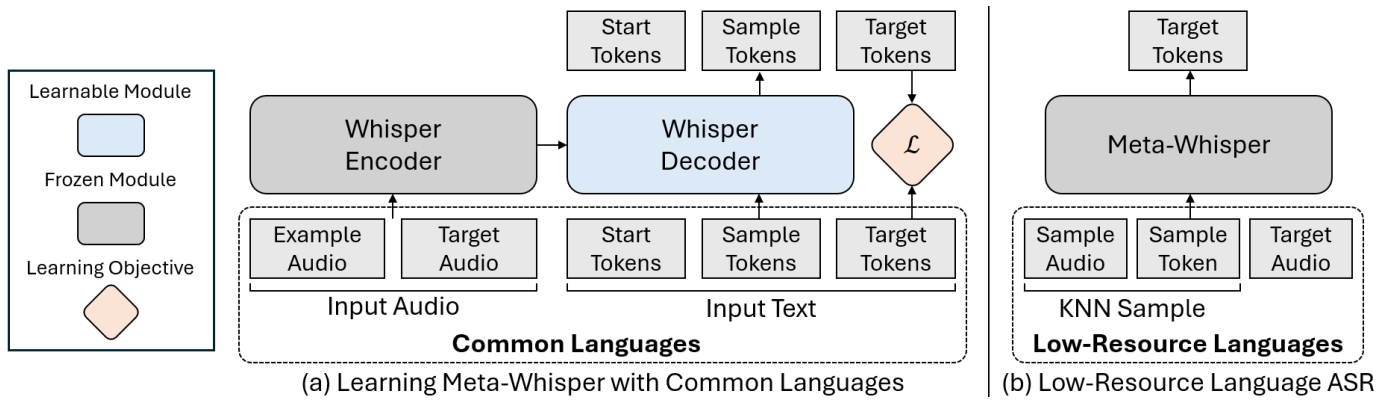 Learnable Module
Frozen Module
Learning Objective
Start
Tokens
Sample
Tokens
Target
Tokens
Whisper
Encoder
Whisper
Decoder
ℒ
Example
Audio
Target
Audio
Start
Tokens
Sample
Tokens
Target
Tokens
Input Audio
Input Text
Common Languages
(a) Learning Meta-Whisper with Common Languages
Target
Tokens
Meta-Whisper
Sample
Audio
Sample
Token
Target
Audio
KNN Sample
Low-Resource Languages
(b) Low-Resource Language ASR